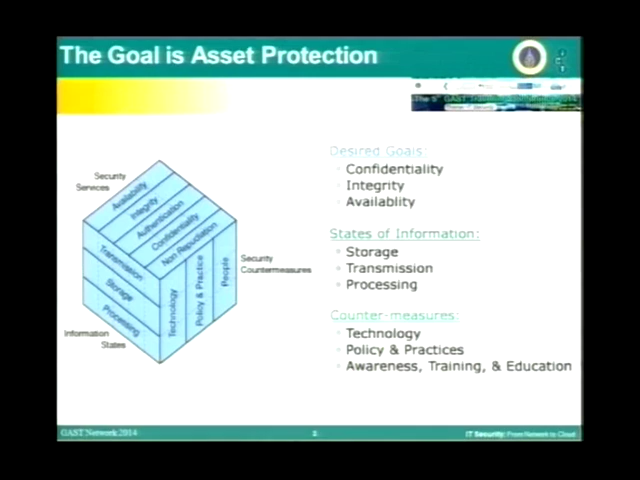 The Goal is Asset Protection
Security
Services
Availability
Integrity
Authentication
Confidentiality
Non Repudiation
Transmission
Storage
Processing
Technology
Policy & Practice
People
Security
Countermeasures
Information
States
Desired Goals:
Confidentiality
Integrity
Availablity
States of Information:
Storage
Transmission
Processing
Counter-measures:
Technology
Policy & Practices
Awareness, Training, & Education
GAST Network 2014
2
IT Security: From Network to Cloud